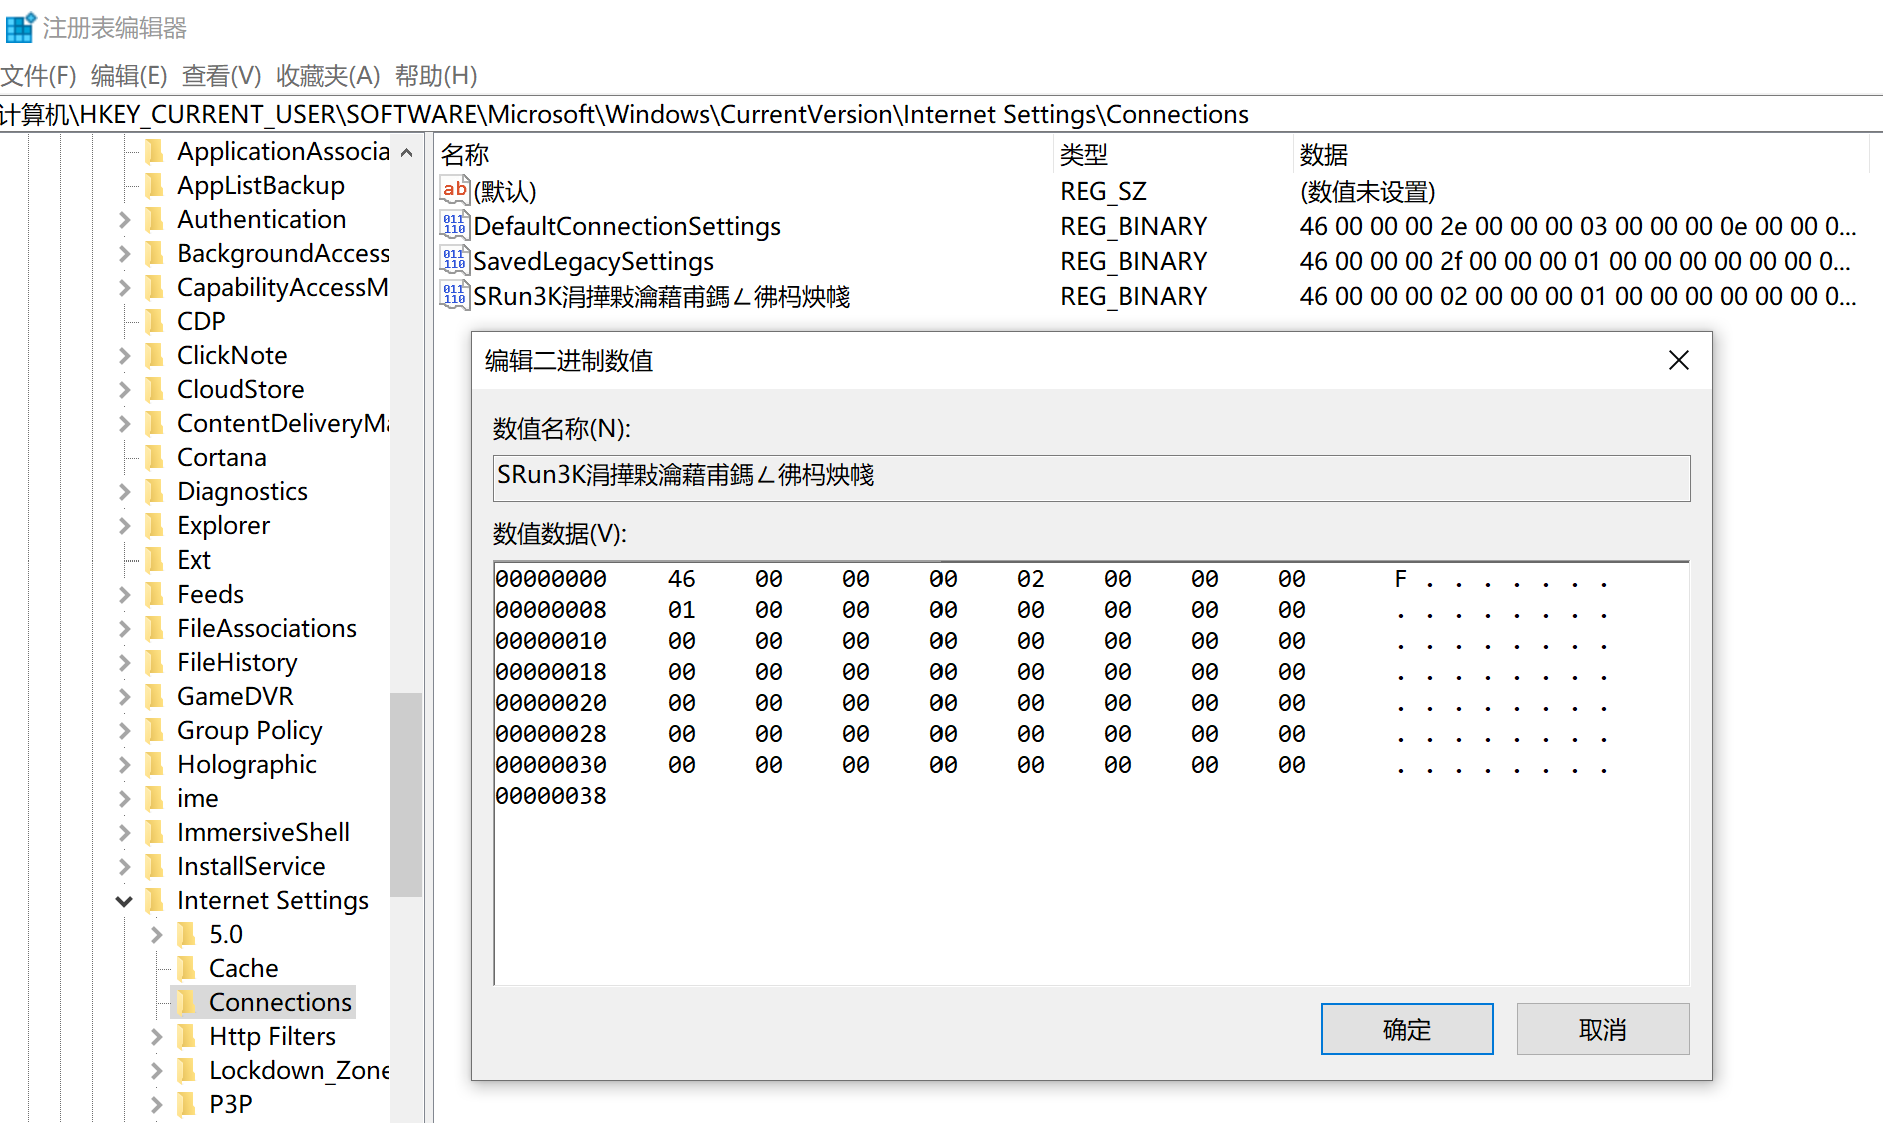 注册表编辑器
文件(F) 编辑(E) 查看(V) 收藏夹(A) 帮助(H)
计算机\HKEY_CURRENT_USER\SOFTWARE\Microsoft\Windows\CurrentVersion\Internet Settings\Connections
ApplicationAssocia
AppListBackup
Authentication
BackgroundAccess
CapabilityAccessM
CDP
ClickNote
CloudStore
ContentDeliveryMa
Cortana
Diagnostics
Explorer
Ext
Feeds
FileAssociations
FileHistory
GameDVR
Group Policy
Holographic
ime
ImmersiveShell
InstallService
Internet Settings
5.0
Cache
Connections
Http Filters
Lockdown_Zone
P3P
名称 类型 数据
(默认) REG_SZ (数值未设置)
DefaultConnectionSettings REG_BINARY 46 00 00 00 2e 00 00 00 03 00 00 00 0e 00 00 0...
SavedLegacySettings REG_BINARY 46 00 00 00 2f 00 00 00 01 00 00 00 00 00 00 0...
SRun3K涓撶敤瀹藉甫鎷ㄥ彿杩炴帴 REG_BINARY 46 00 00 00 02 00 00 00 01 00 00 00 00 00 00 0...
编辑二进制数值
数值名称(N):
SRun3K涓撶敤瀹藉甫鎷ㄥ彿杩炴帴
数值数据(V):
00000000 46 00 00 00 02 00 00 00 F . . . . . . .
00000008 01 00 00 00 00 00 00 00 . . . . . . . .
00000010 00 00 00 00 00 00 00 00 . . . . . . . .
00000018 00 00 00 00 00 00 00 00 . . . . . . . .
00000020 00 00 00 00 00 00 00 00 . . . . . . . .
00000028 00 00 00 00 00 00 00 00 . . . . . . . .
00000030 00 00 00 00 00 00 00 00 . . . . . . . .
00000038
确定 取消